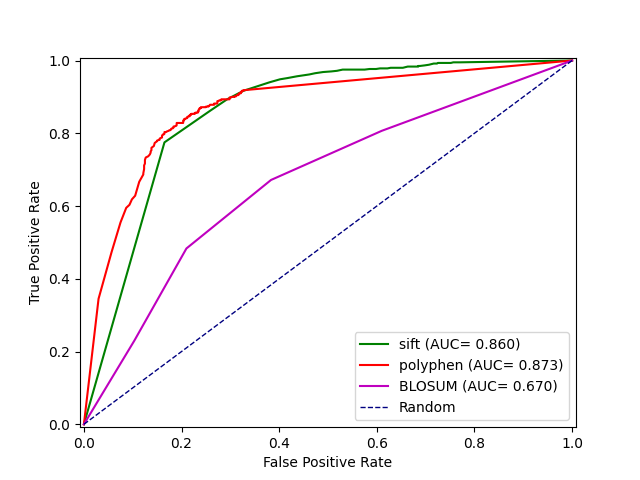 1.0
0.8
0.6
0.4
0.2
0.0
True Positive Rate
sift (AUC= 0.860)
polyphen (AUC= 0.873)
BLOSUM (AUC= 0.670)
Random
0.0 0.2 0.4 0.6 0.8 1.0
False Positive Rate